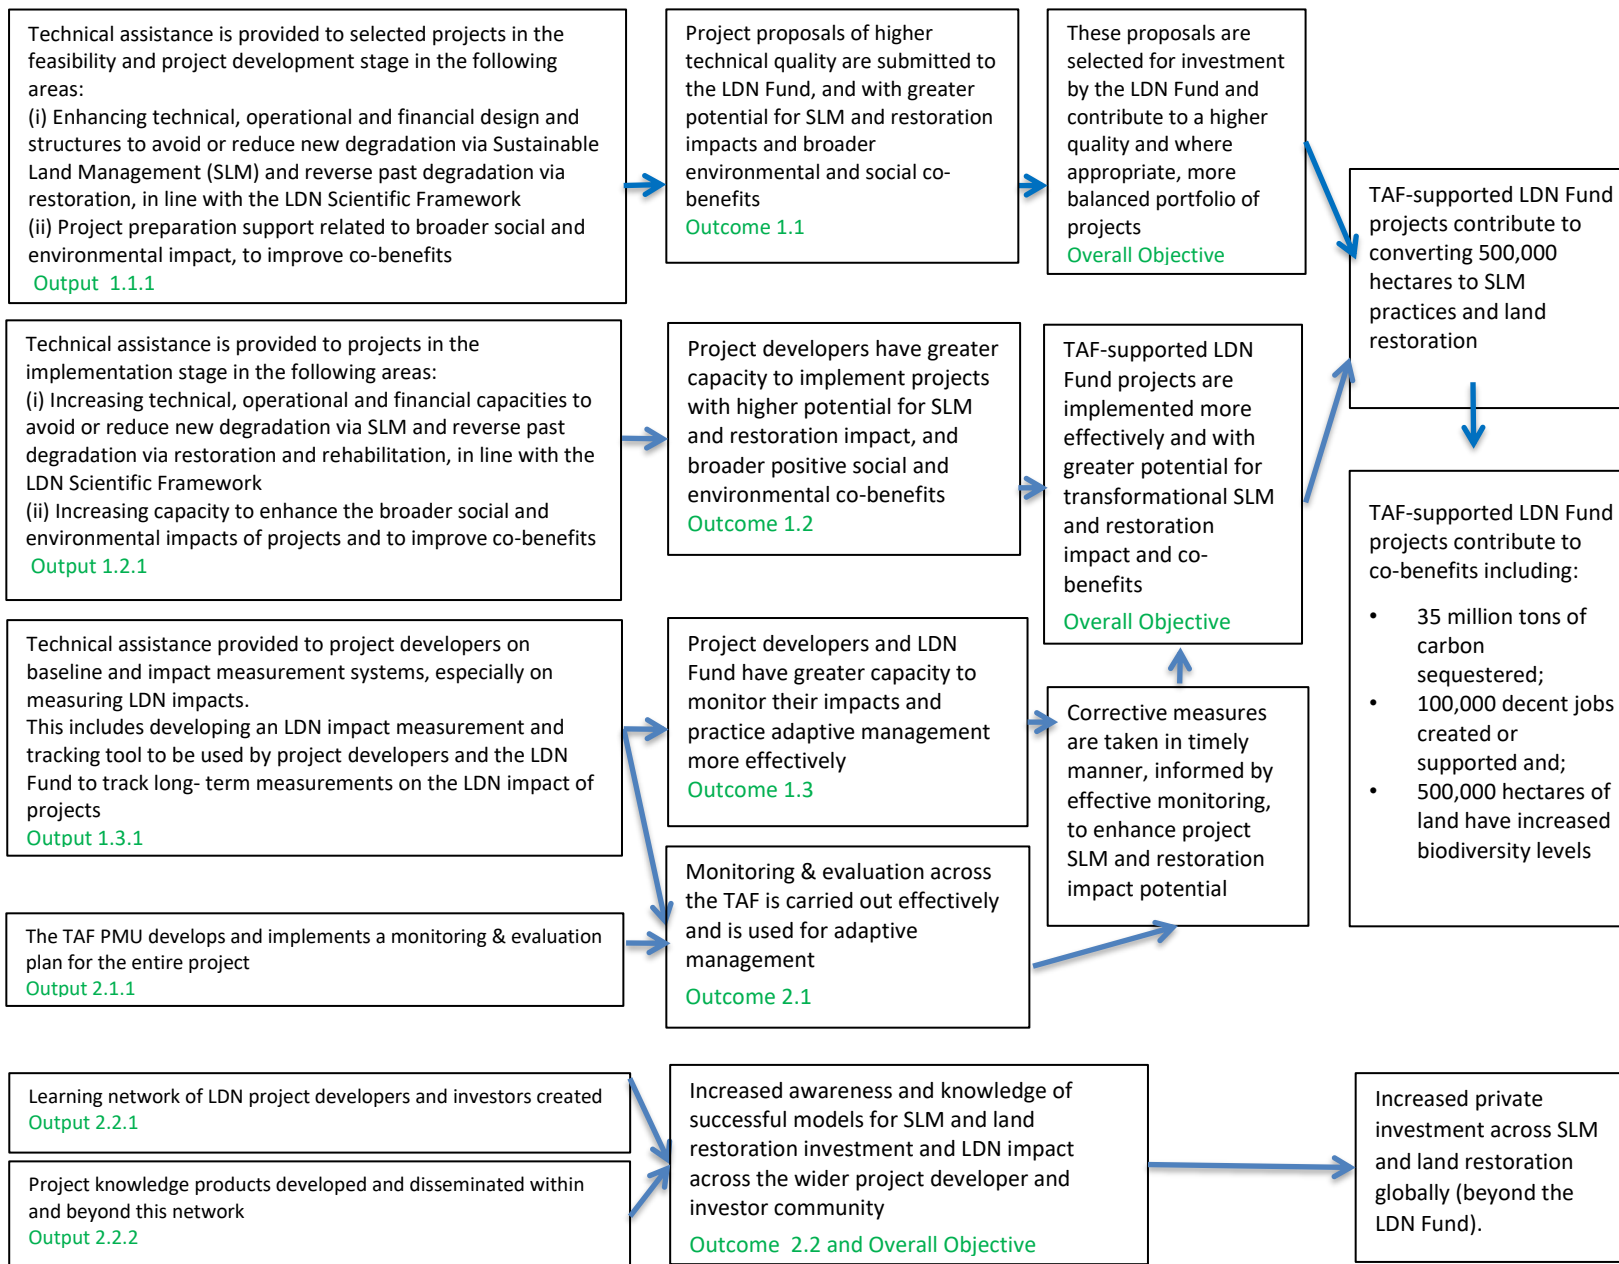 Technical assistance is provided to selected projects in the
feasibility and project development stage in the following
areas:
(i) Enhancing technical, operational and financial design and
structures to avoid or reduce new degradation via Sustainable
Land Management (SLM) and reverse past degradation via
restoration, in line with the LDN Scientific Framework
(ii) Project preparation support related to broader social and
environmental impact, to improve co-benefits
Output 1.1.1
Project proposals of higher
technical quality are submitted to
the LDN Fund, and with greater
potential for SLM and restoration
impacts and broader
environmental and social co-
benefits
Outcome 1.1
These proposals are
selected for investment
by the LDN Fund and
contribute to a higher
quality and where
appropriate, more
balanced portfolio of
projects
Overall Objective
TAF-supported LDN Fund
projects contribute to
converting 500,000
hectares to SLM
practices and land
restoration
Technical assistance is provided to projects in the
implementation stage in the following areas:
(i) Increasing technical, operational and financial capacities to
avoid or reduce new degradation via SLM and reverse past
degradation via restoration and rehabilitation, in line with the
LDN Scientific Framework
(ii) Increasing capacity to enhance the broader social and
environmental impacts of projects and to improve co-benefits
Output 1.2.1
Project developers have greater
capacity to implement projects
with higher potential for SLM
and restoration impact, and
broader positive social and
environmental co-benefits
Outcome 1.2
TAF-supported LDN
Fund projects are
implemented more
effectively and with
greater potential for
transformational SLM
and restoration
impact and co-
benefits
Overall Objective
TAF-supported LDN Fund
projects contribute to
co-benefits including:
• 35 million tons of
carbon
sequestered;
• 100,000 decent jobs
created or
supported and;
• 500,000 hectares of
land have increased
biodiversity levels
Technical assistance provided to project developers on
baseline and impact measurement systems, especially on
measuring LDN impacts.
This includes developing an LDN impact measurement and
tracking tool to be used by project developers and the LDN
Fund to track long- term measurements on the LDN impact of
projects
Output 1.3.1
Project developers and LDN
Fund have greater capacity to
monitor their impacts and
practice adaptive management
more effectively
Outcome 1.3
Corrective measures
are taken in timely
manner, informed by
effective monitoring,
to enhance project
SLM and restoration
impact potential
The TAF PMU develops and implements a monitoring & evaluation
plan for the entire project
Output 2.1.1
Monitoring & evaluation across
the TAF is carried out effectively
and is used for adaptive
management
Outcome 2.1
Learning network of LDN project developers and investors created
Output 2.2.1
Project knowledge products developed and disseminated within
and beyond this network
Output 2.2.2
Increased awareness and knowledge of
successful models for SLM and land
restoration investment and LDN impact
across the wider project developer and
investor community
Outcome 2.2 and Overall Objective
Increased private
investment across SLM
and land restoration
globally (beyond the
LDN Fund).